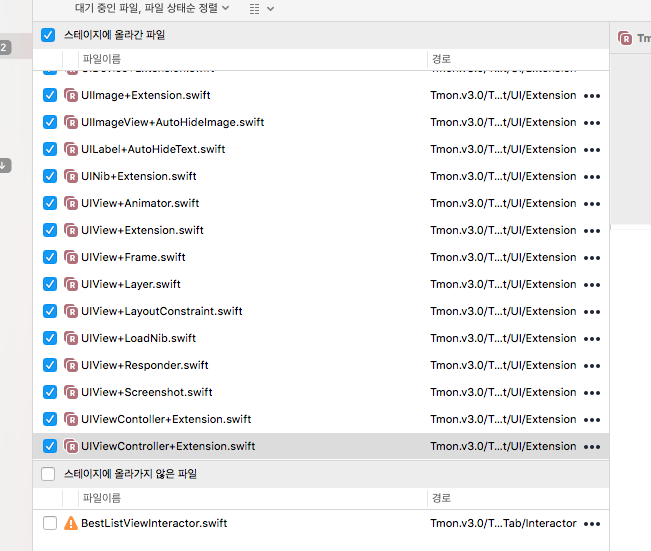 대기 중인 파일, 파일 상태순 정렬
2
스테이지에 올라간 파일
파일이름 경로
R Tm
UIDevice+Extension.swift Tmon.v3.0/T...t/UI/Extension
R UIImage+Extension.swift Tmon.v3.0/T...t/UI/Extension •••
R UIImageView+AutoHideImage.swift Tmon.v3.0/T...t/UI/Extension •••
R UILabel+AutoHideText.swift Tmon.v3.0/T...t/UI/Extension •••
R UINib+Extension.swift Tmon.v3.0/T...t/UI/Extension •••
R UIView+Animator.swift Tmon.v3.0/T...t/UI/Extension •••
R UIView+Extension.swift Tmon.v3.0/T...t/UI/Extension •••
R UIView+Frame.swift Tmon.v3.0/T...t/UI/Extension •••
R UIView+Layer.swift Tmon.v3.0/T...t/UI/Extension •••
R UIView+LayoutConstraint.swift Tmon.v3.0/T...t/UI/Extension •••
R UIView+LoadNib.swift Tmon.v3.0/T...t/UI/Extension •••
R UIView+Responder.swift Tmon.v3.0/T...t/UI/Extension •••
R UIView+Screenshot.swift Tmon.v3.0/T...t/UI/Extension •••
R UIViewContoller+Extension.swift Tmon.v3.0/T...t/UI/Extension •••
R UIViewController+Extension.swift Tmon.v3.0/T...t/UI/Extension •••
스테이지에 올라가지 않은 파일
파일이름 경로
BestListViewInteractor.swift Tmon.v3.0/T...Tab/Interactor •••